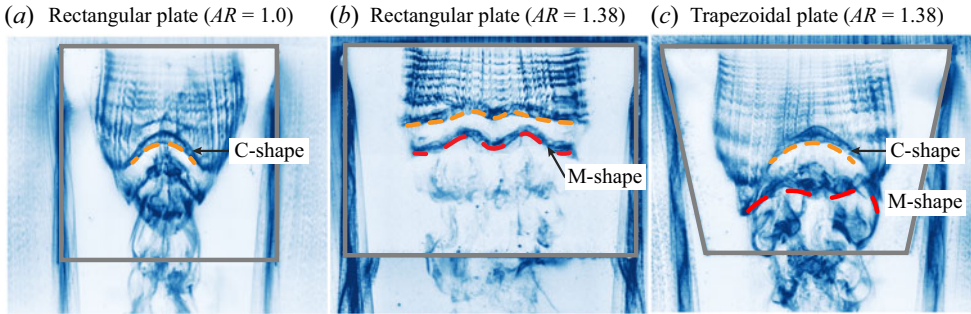 (a) Rectangular plate (AR = 1.0)
(b) Rectangular plate (AR = 1.38)
(c) Trapezoidal plate (AR = 1.38)
C-shape
M-shape
C-shape
M-shape